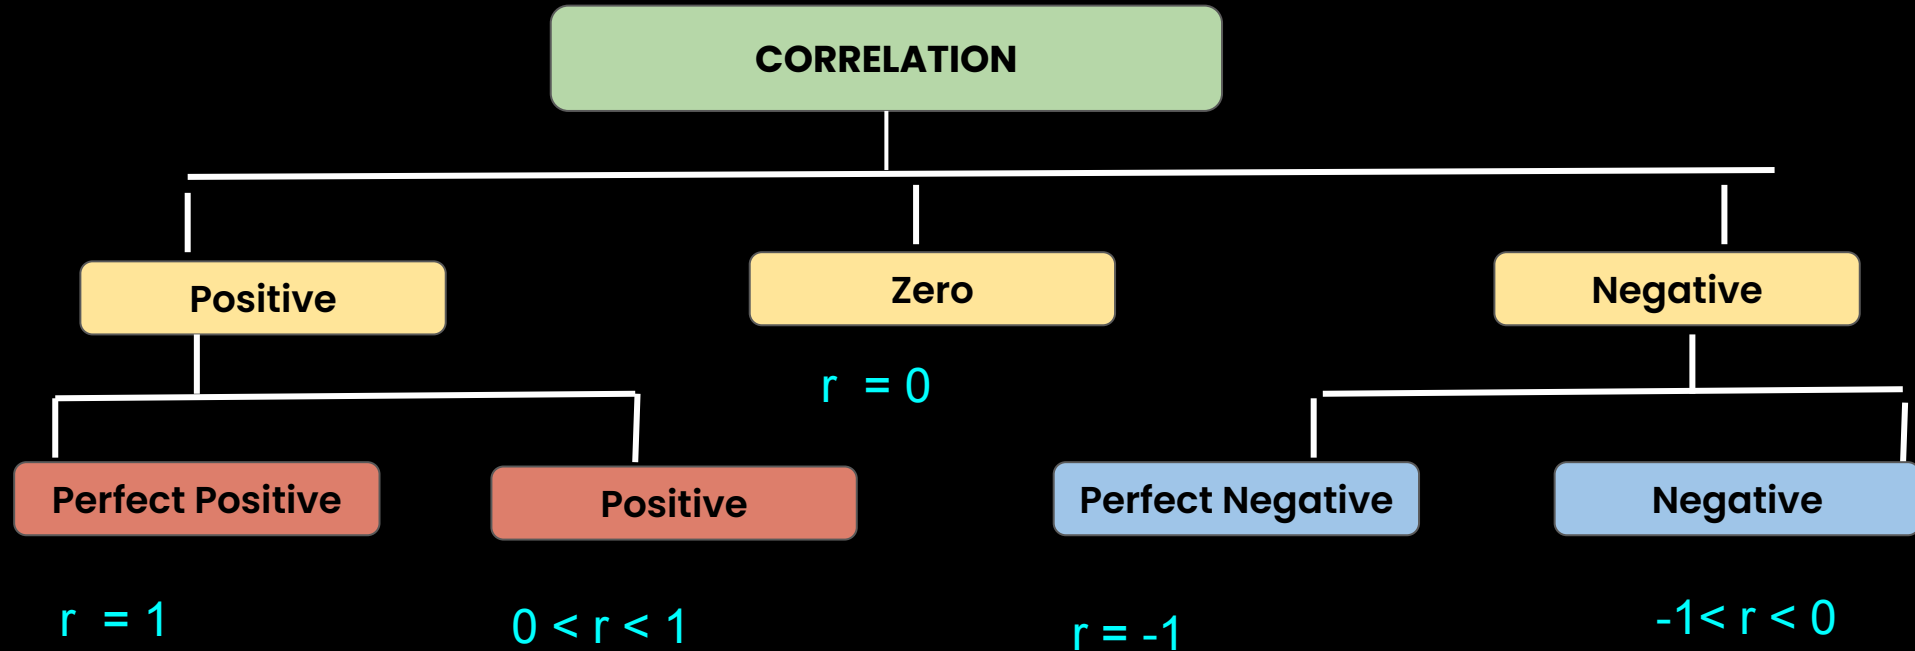 CORRELATION
Positive
Zero
Negative
r = 0
Perfect Positive
Positive
Perfect Negative
Negative
r = 1
0 < r < 1
r = -1
-1< r < 0